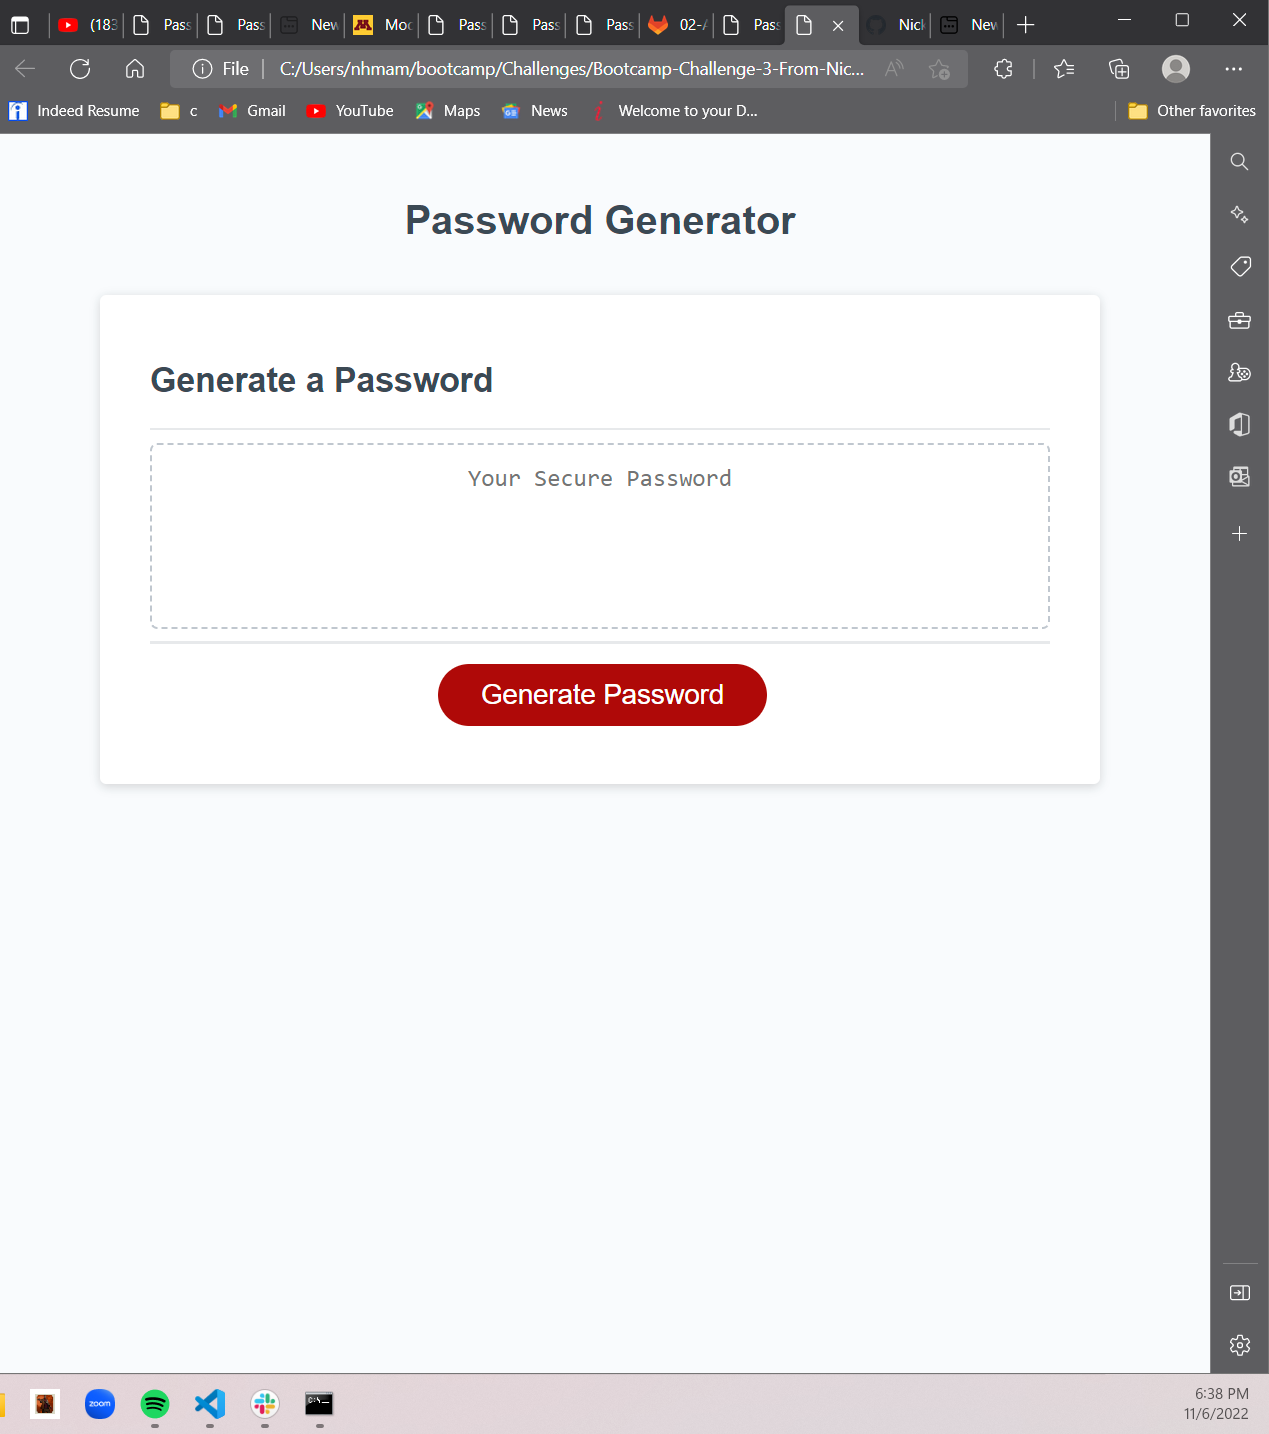 (183 Pass Pass New Moc Pass Pass Pass 02-A Pass Nick New
File C:/Users/nhmam/bootcamp/Challenges/Bootcamp-Challenge-3-From-Nic...
Indeed Resume c Gmail YouTube Maps News Welcome to your D... Other favorites
Password Generator
Generate a Password
Your Secure Password
Generate Password
zoom
6:38 PM
11/6/2022